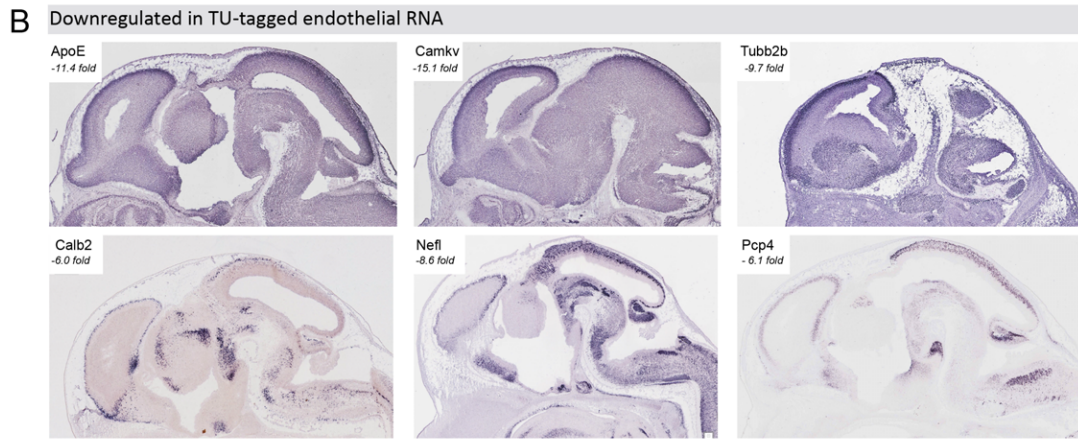 B
Downregulated in TU-tagged endothelial RNA
ApoE
-11.4 fold
Camkv
-15.1 fold
Tubb2b
-9.7 fold
Calb2
-6.0 fold
Nefl
-8.6 fold
Pcp4
- 6.1 fold